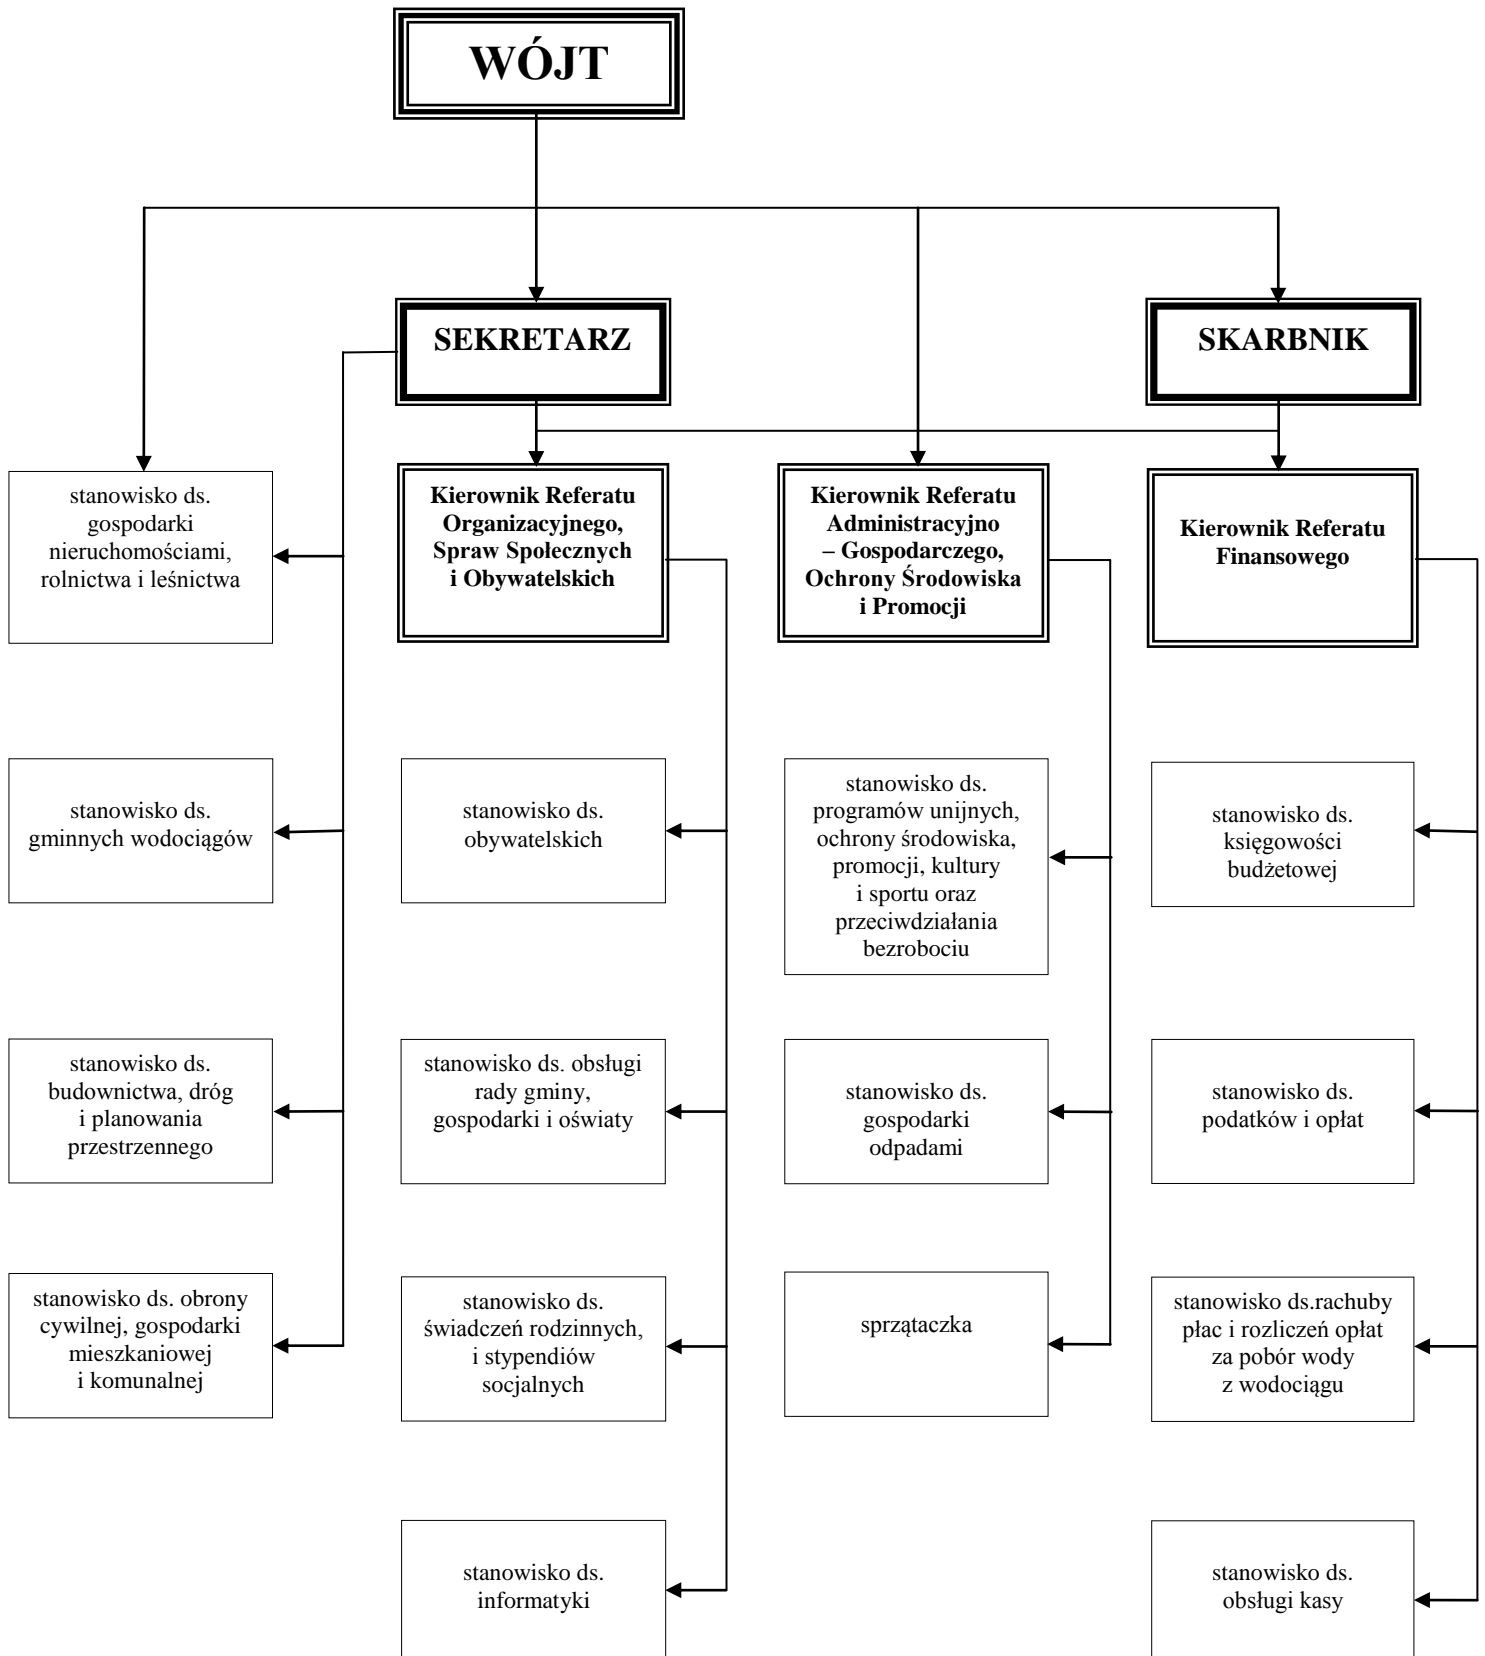 WÓJT
SEKRETARZ
SKARBNIK
stanowisko ds.
gospodarki
nieruchomościami,
rolnictwa i leśnictwa
Kierownik Referatu
Organizacyjnego,
Spraw Społecznych
i Obywatelskich
Kierownik Referatu
Administracyjno
– Gospodarczego,
Ochrony Środowiska
i Promocji
Kierownik Referatu
Finansowego
stanowisko ds.
gminnych wodociągów
stanowisko ds.
obywatelskich
stanowisko ds.
programów unijnych,
ochrony środowiska,
promocji, kultury
i sportu oraz
przeciwdziałania
bezrobociu
stanowisko ds.
księgowości
budżetowej
stanowisko ds.
budownictwa, dróg
i planowania
przestrzennego
stanowisko ds. obsługi
rady gminy,
gospodarki i oświaty
stanowisko ds.
gospodarki
odpadami
stanowisko ds.
podatków i opłat
stanowisko ds. obrony
cywilnej, gospodarki
mieszkaniowej
i komunalnej
stanowisko ds.
świadczeń rodzinnych,
i stypendiów
socjalnych
sprzątaczka
stanowisko ds.rachuby
płac i rozliczeń opłat
za pobór wody
z wodociągu
stanowisko ds.
informatyki
stanowisko ds.
obsługi kasy